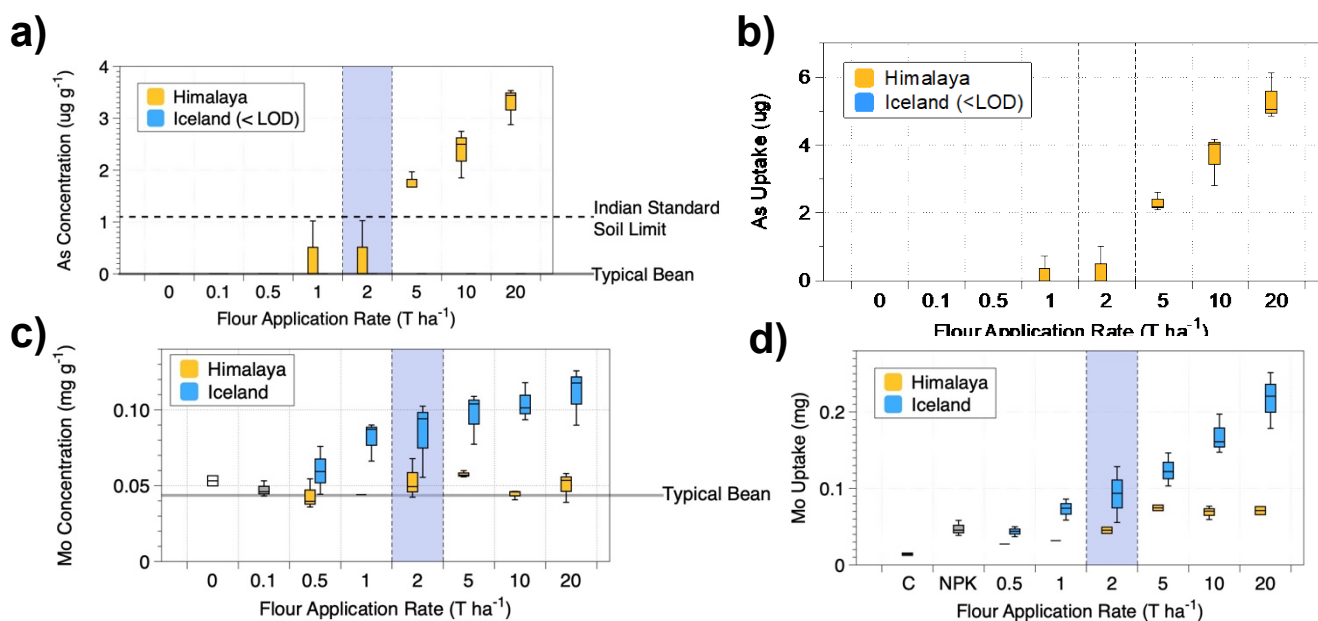 a)
As Concentration (ug g-1)
4
3
2
1
0
Himalaya
Iceland (< LOD)
Indian Standard
Soil Limit
Typical Bean
0 0.1 0.5 1 2 5 10 20
Flour Application Rate (T ha-1)
b)
As Uptake (ug)
6
4
2
0
Himalaya
Iceland (<LOD)
0 0.1 0.5 1 2 5 10 20
Flour Application Rate (T ha-1)
c)
Mo Concentration (mg g-1)
0.10
0.05
0
Himalaya
Iceland
Typical Bean
0 0.1 0.5 1 2 5 10 20
Flour Application Rate (T ha-1)
d)
Mo Uptake (mg)
0.2
0.1
0
Himalaya
Iceland
C NPK 0.5 1 2 5 10 20
Flour Application Rate (T ha-1)